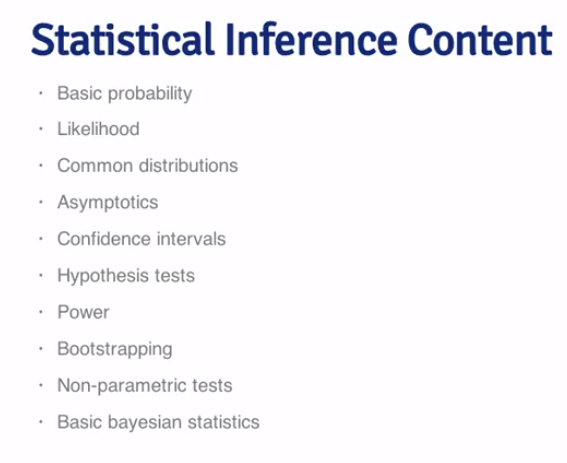 Statistical Inference Content
· Basic probability
· Likelihood
· Common distributions
· Asymptotics
· Confidence intervals
· Hypothesis tests
· Power
· Bootstrapping
· Non-parametric tests
· Basic bayesian statistics